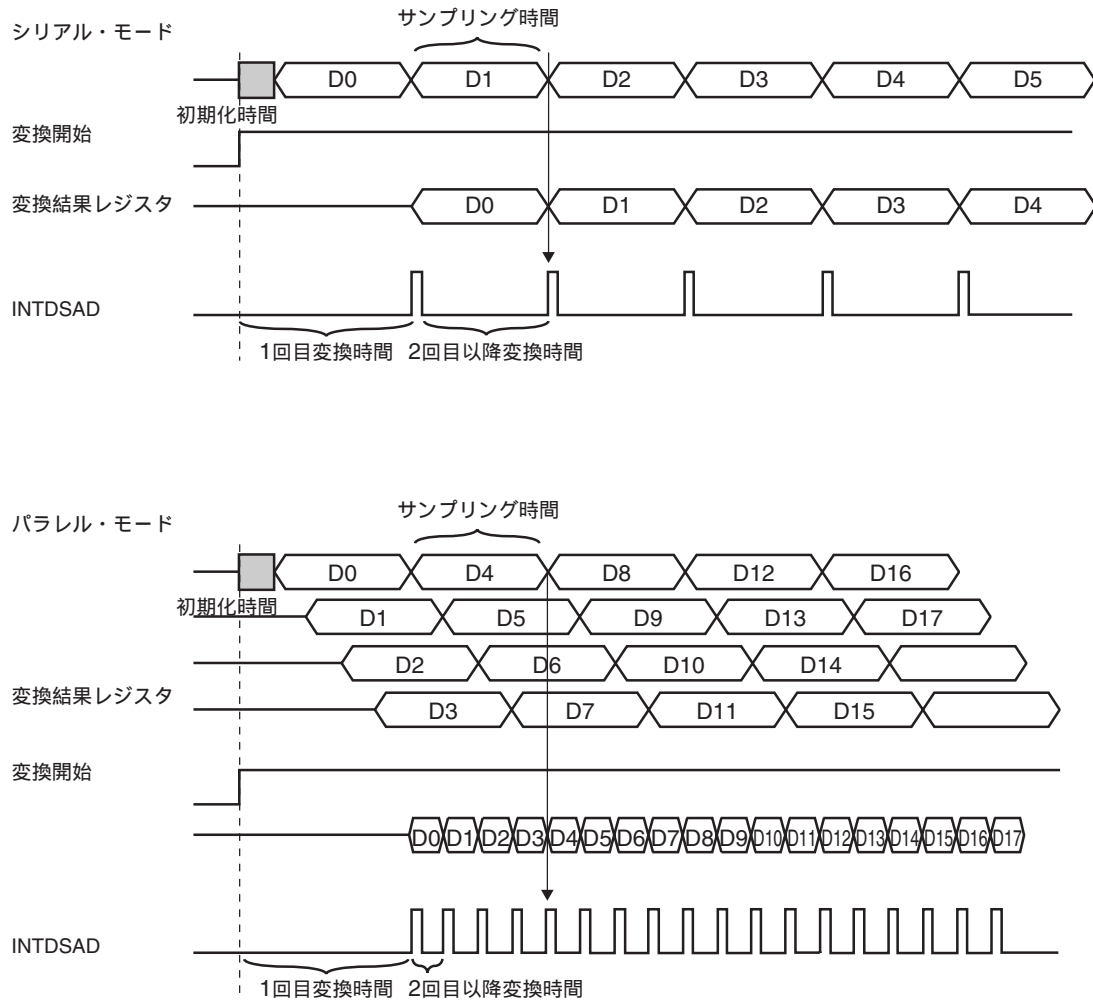 シリアル・モード
サンプリング時間
D0 D1 D2 D3 D4 D5
初期化時間
変換開始
変換結果レジスタ
D0 D1 D2 D3 D4
INTDSAD
1回目変換時間 2回目以降変換時間
パラレル・モード
サンプリング時間
D0 D4 D8 D12 D16
初期化時間
D1 D5 D9 D13 D17
D2 D6 D10 D14
変換結果レジスタ
D3 D7 D11 D15
変換開始
D0 D1 D2 D3 D4 D5 D6 D7 D8 D9 D10 D11 D12 D13 D14 D15 D16 D17
INTDSAD
1回目変換時間 2回目以降変換時間